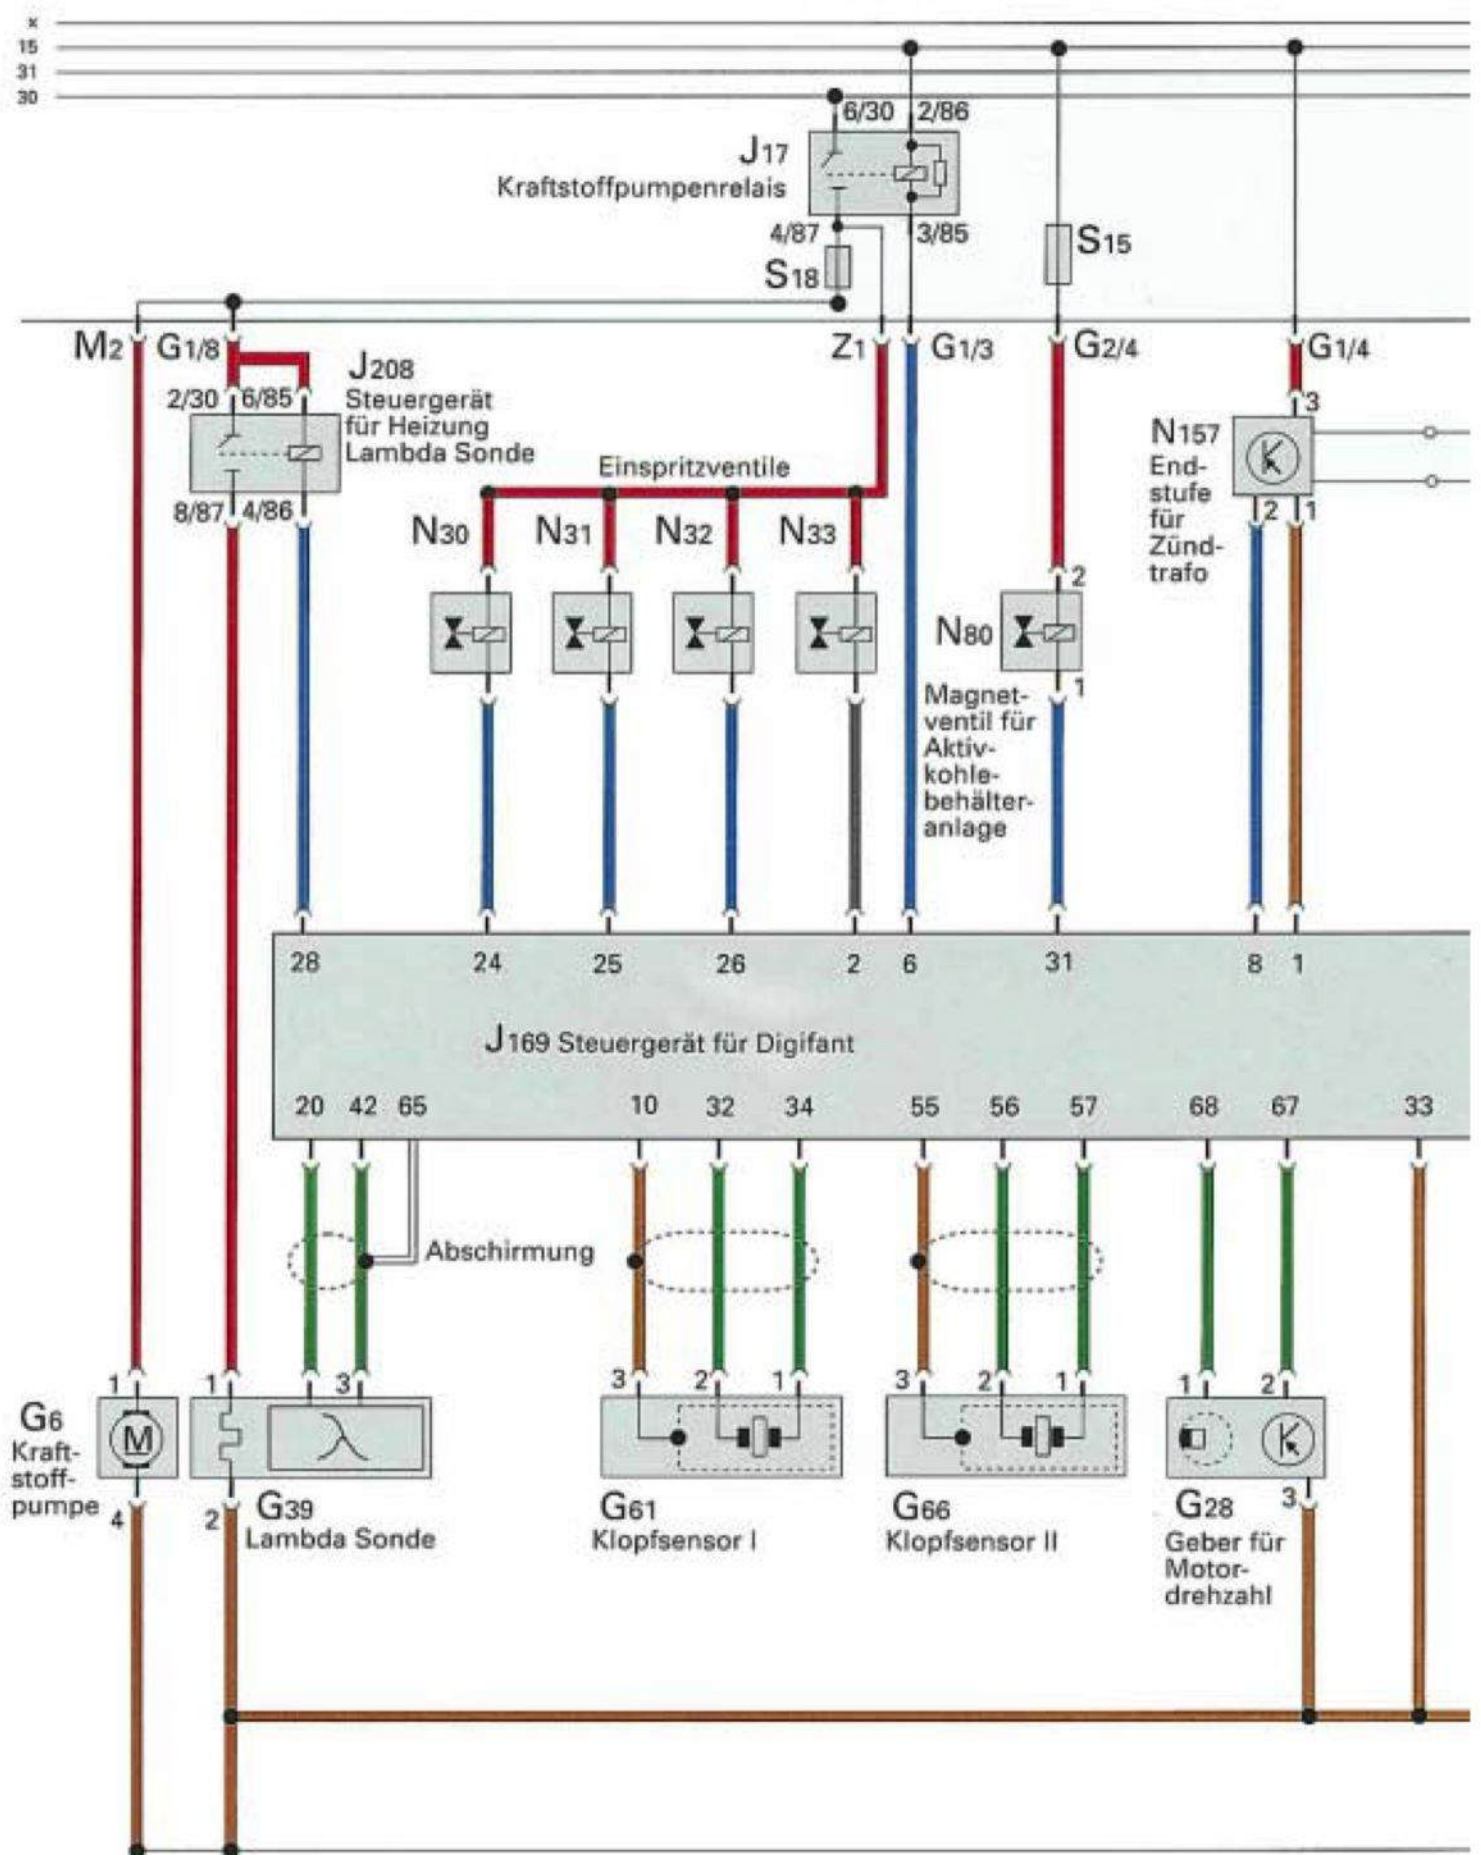 x
15
31
30
6/30 2/86
J17
Kraftstoffpumpenrelais
4/87 3/85
S18
S15
M2 G1/8 Z1 G1/3 G2/4 G1/4
J208
Steuergerät
für Heizung
Lambda Sonde
2/30 6/85
8/87 4/86
Einspritzventile
N30 N31 N32 N33
3
N157
End-
stufe
für
Zünd-
trafo
2 1
2
N80
1
Magnet-
ventil für
Aktiv-
kohle-
behälter-
anlage
28 24 25 26 2 6 31 8 1
J169 Steuergerät für Digifant
20 42 65 10 32 34 55 56 57 68 67 33
Abschirmung
1 1 3 3 2 1 3 2 1 1 2
G6
Kraft-
stoff-
pumpe
M
4 2
G39
Lambda Sonde
G61
Klopfsensor I
G66
Klopfsensor II
G28
Geber für
Motor-
drehzahl
3